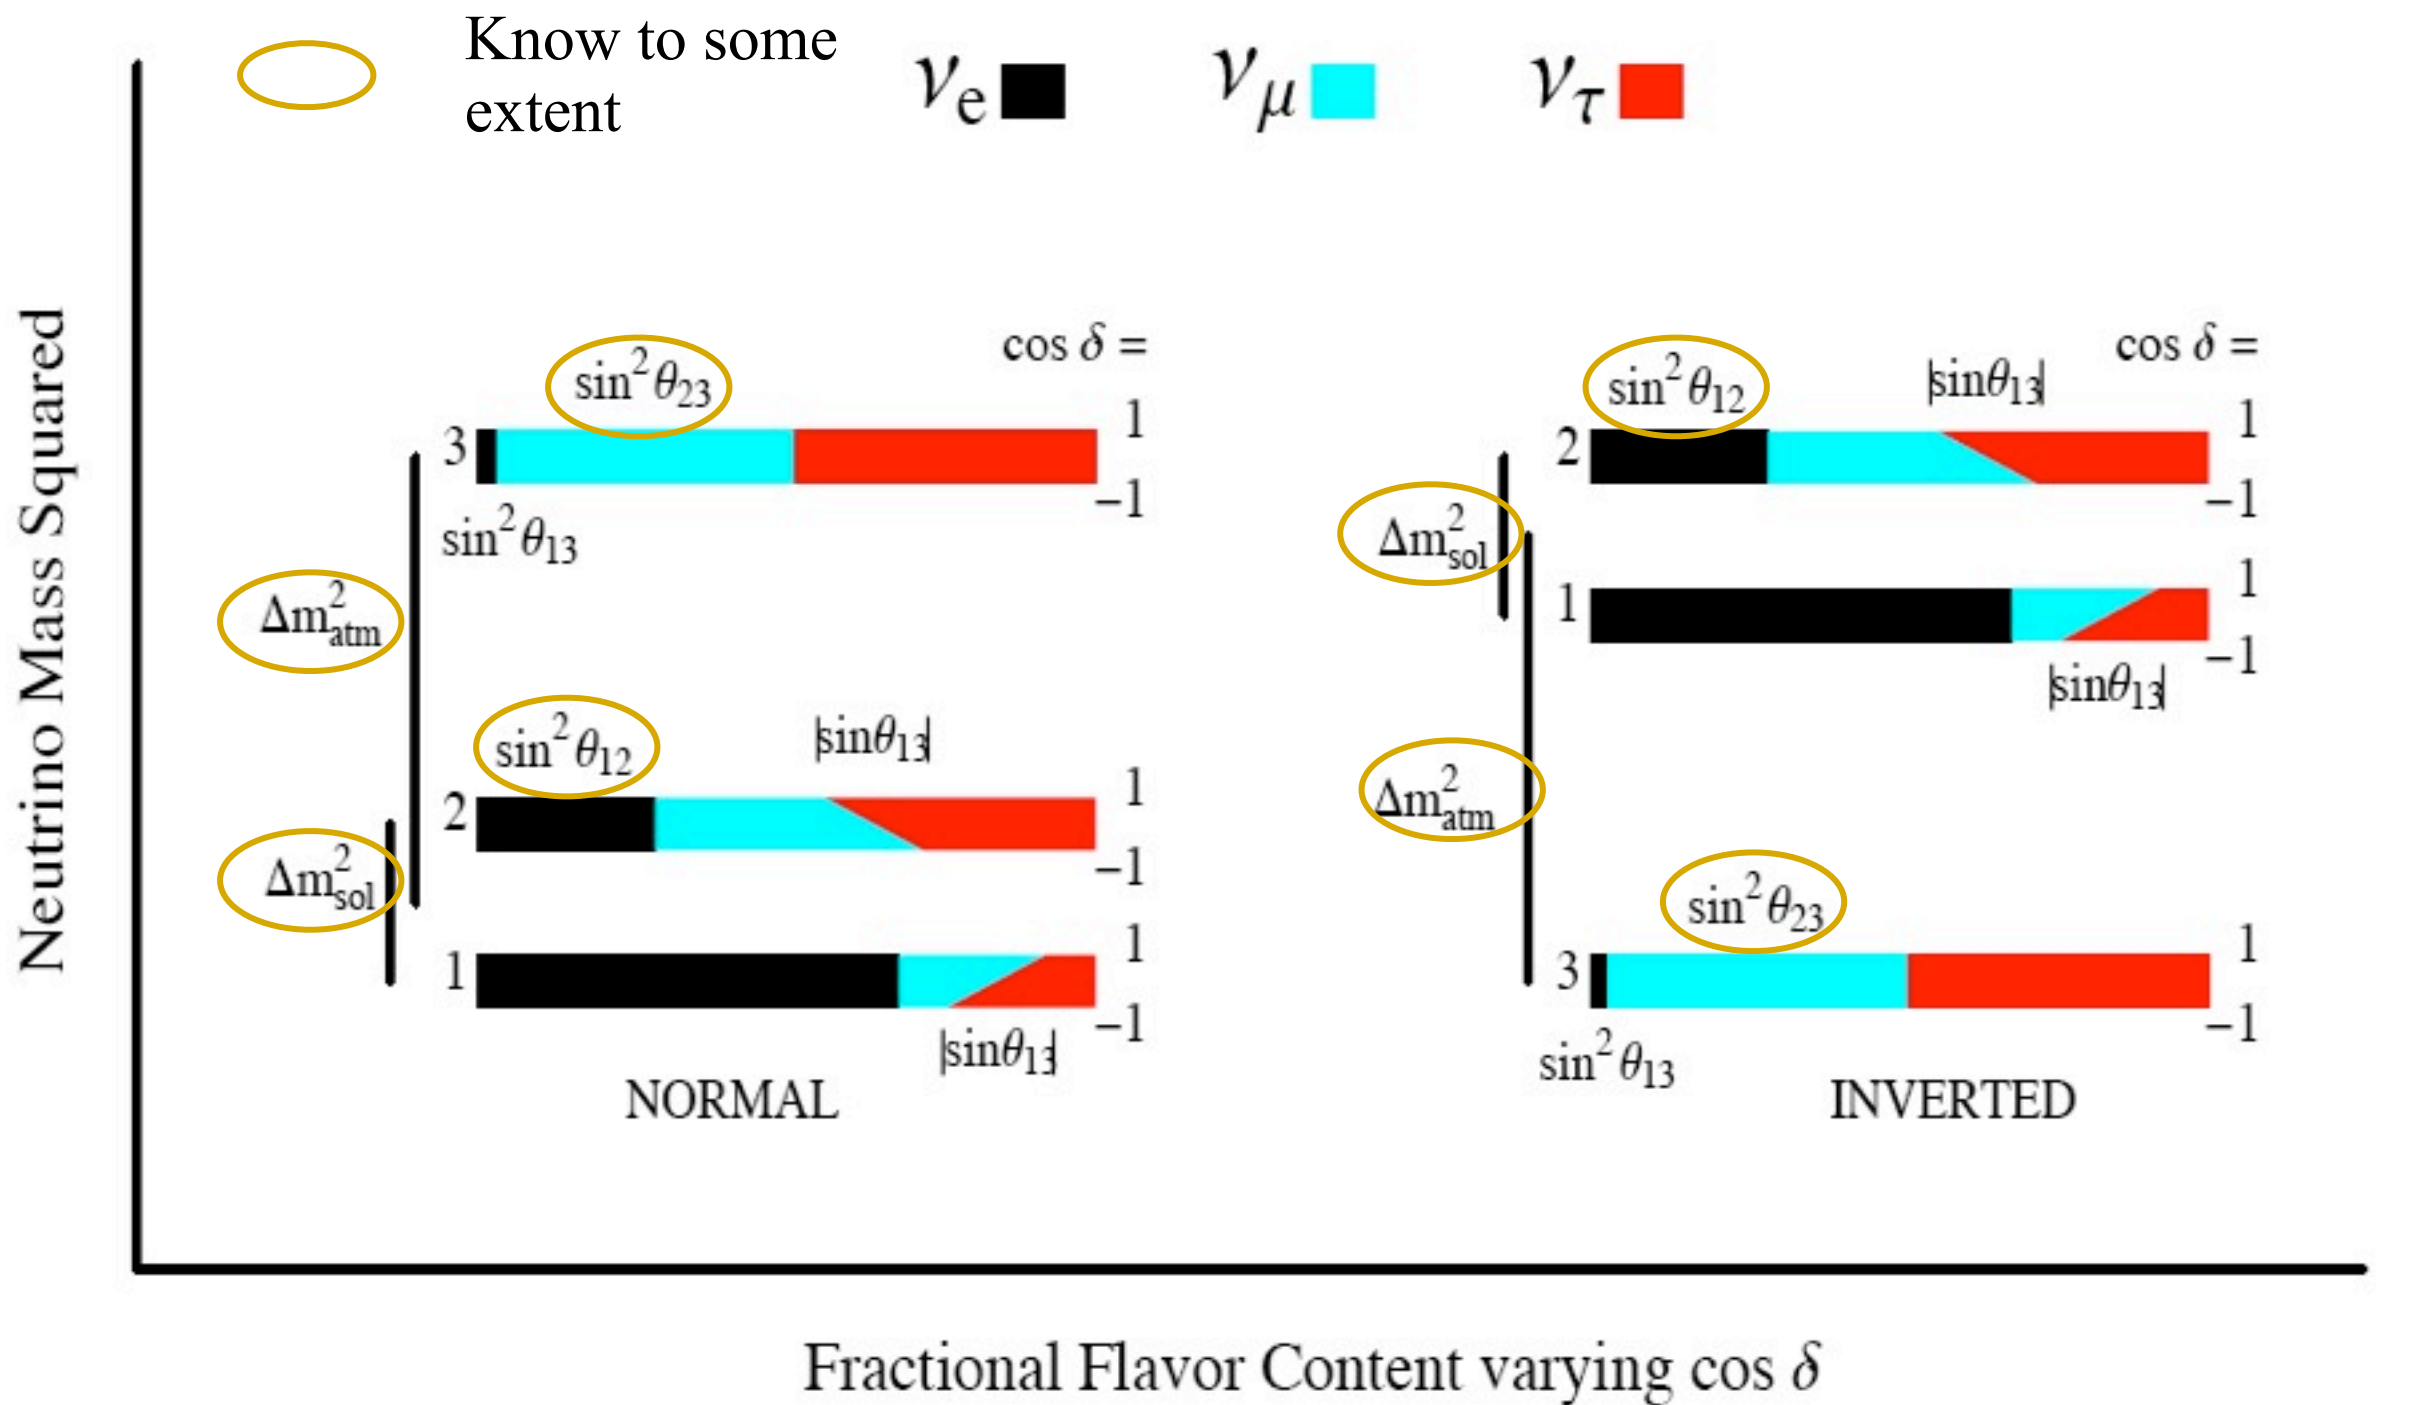 Know to some
extent
νe
νμ
ντ
Neutrino Mass Squared
cos δ =
sin²θ23
3
1
−1
sin²θ13
Δm²atm
sin²θ12
|sinθ13|
2
1
−1
Δm²sol
1
1
−1
|sinθ13|
NORMAL
cos δ =
sin²θ12
|sinθ13|
2
1
−1
Δm²sol
1
1
−1
|sinθ13|
Δm²atm
sin²θ23
3
1
−1
sin²θ13
INVERTED
Fractional Flavor Content varying cos δ